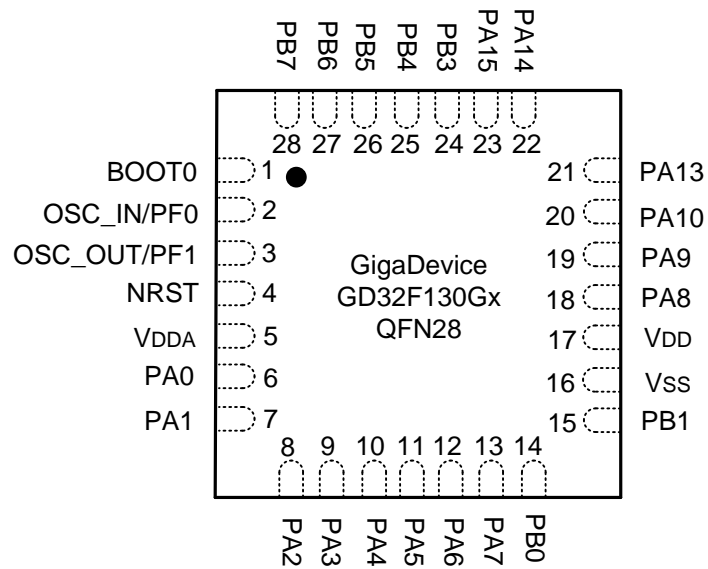 PB7 PB6 PB5 PB4 PB3 PA15 PA14
28 27 26 25 24 23 22
BOOT0 1
OSC_IN/PF0 2
OSC_OUT/PF1 3
NRST 4
VDDA 5
PA0 6
PA1 7
GigaDevice
GD32F130Gx
QFN28
21 PA13
20 PA10
19 PA9
18 PA8
17 VDD
16 VSS
15 PB1
8 9 10 11 12 13 14
PA2 PA3 PA4 PA5 PA6 PA7 PB0